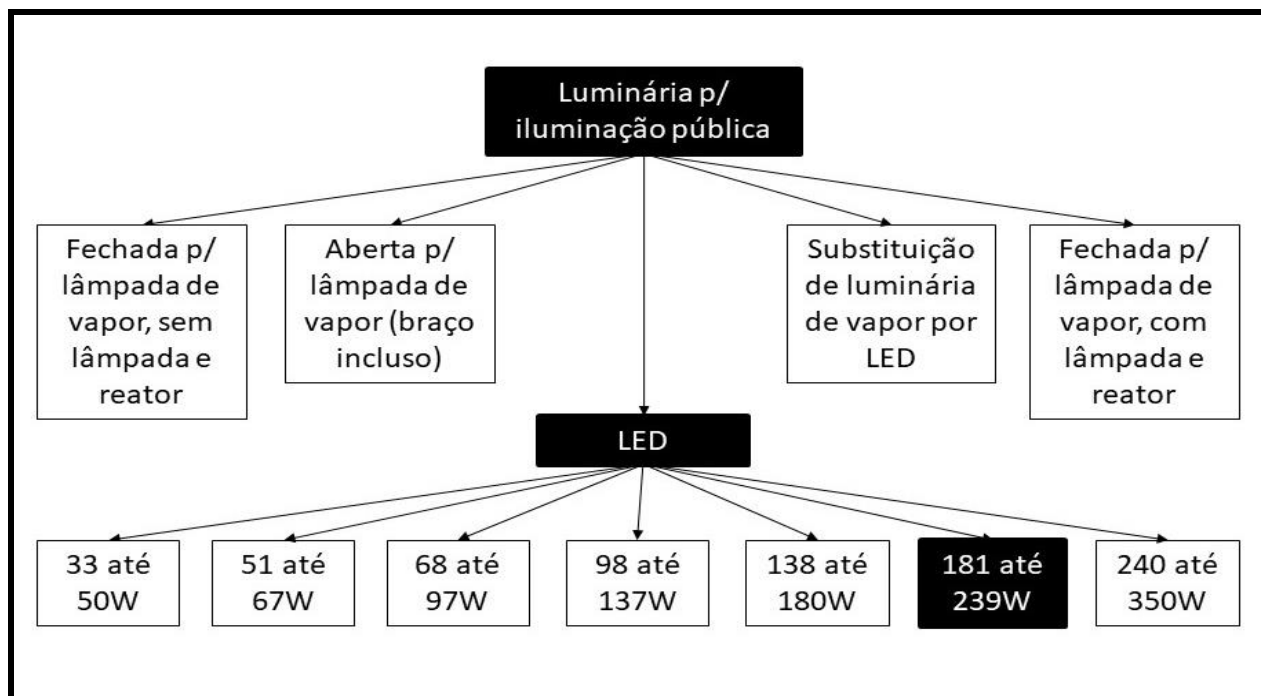 Luminária p/
iluminação pública
Fechada p/
lâmpada de
vapor, sem
lâmpada e
reator
Aberta p/
lâmpada de
vapor (braço
incluso)
Substituição
de luminária
de vapor por
LED
Fechada p/
lâmpada de
vapor, com
lâmpada e
reator
LED
33 até
50W
51 até
67W
68 até
97W
98 até
137W
138 até
180W
181 até
239W
240 até
350W